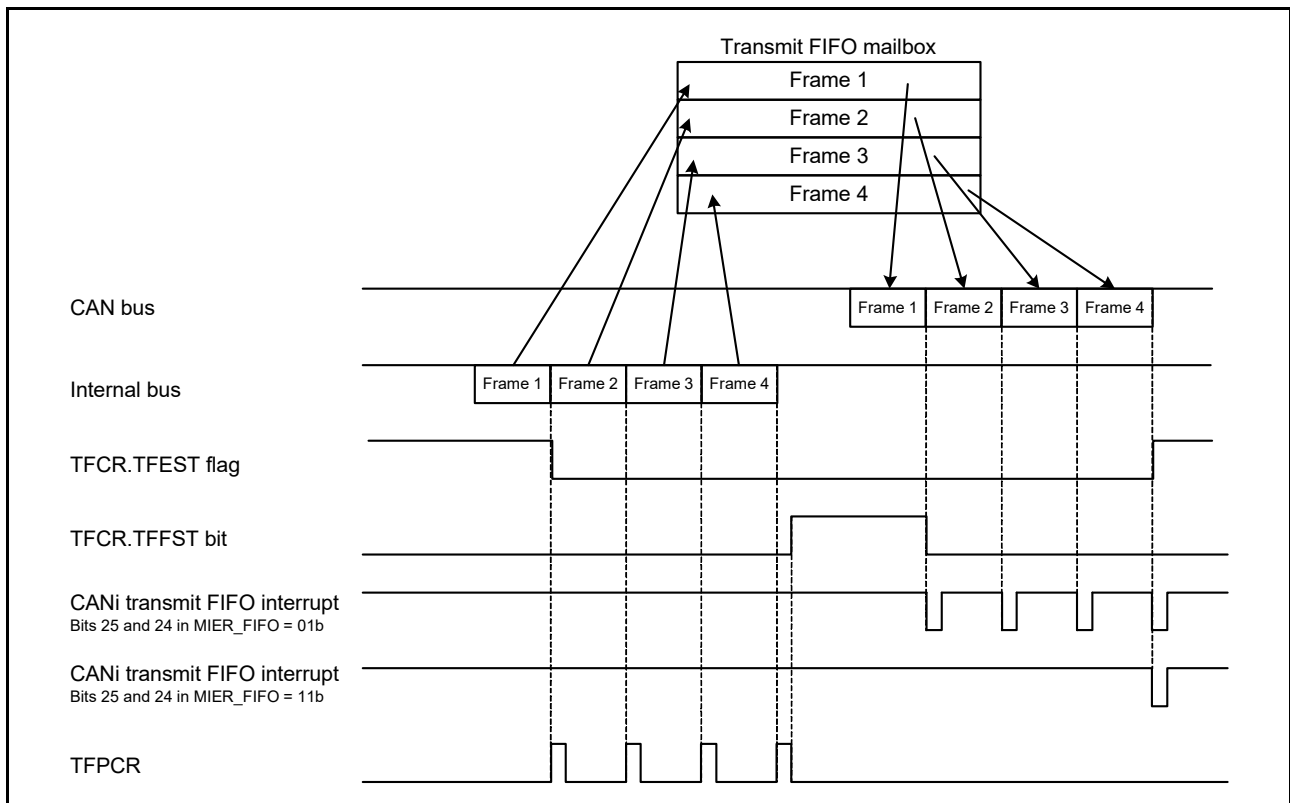 Transmit FIFO mailbox
Frame 1
Frame 2
Frame 3
Frame 4
CAN bus
Frame 1 Frame 2 Frame 3 Frame 4
Internal bus
Frame 1 Frame 2 Frame 3 Frame 4
TFCR.TFEST flag
TFCR.TFFST bit
CANi transmit FIFO interrupt
Bits 25 and 24 in MIER_FIFO = 01b
CANi transmit FIFO interrupt
Bits 25 and 24 in MIER_FIFO = 11b
TFPCR